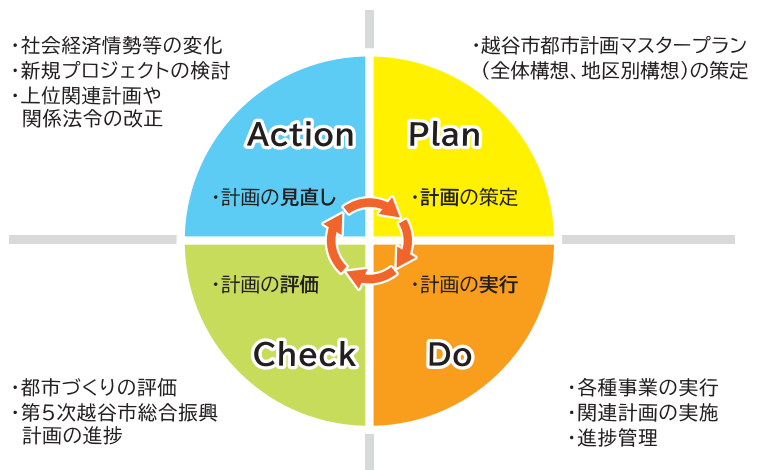 ・社会経済情勢等の変化
・新規プロジェクトの検討
・上位関連計画や
関係法令の改正
・越谷市都市計画マスタープラン
（全体構想、地区別構想）の策定
Action
・計画の見直し
Plan
・計画の策定
・計画の評価
Check
・計画の実行
Do
・都市づくりの評価
・第5次越谷市総合振興
計画の進捗
・各種事業の実行
・関連計画の実施
・進捗管理